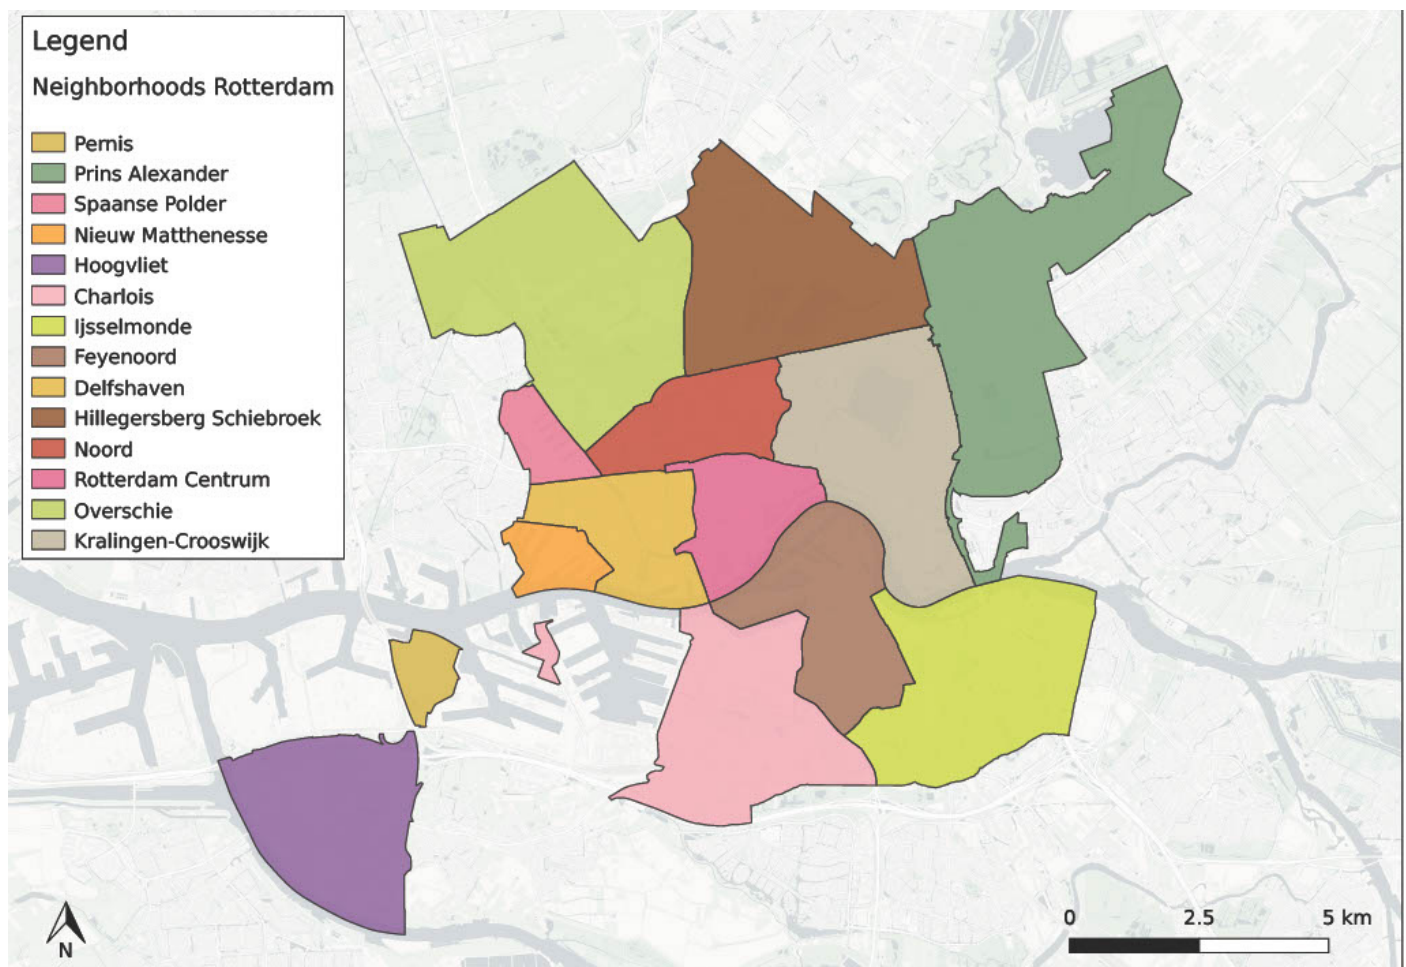 Legend
Neighborhoods Rotterdam
Pernis
Prins Alexander
Spaanse Polder
Nieuw Matthenesse
Hoogvliet
Charlois
Ijsselmonde
Feyenoord
Delfshaven
Hillegersberg Schiebroek
Noord
Rotterdam Centrum
Overschie
Kralingen-Crooswijk
N
0 2.5 5 km